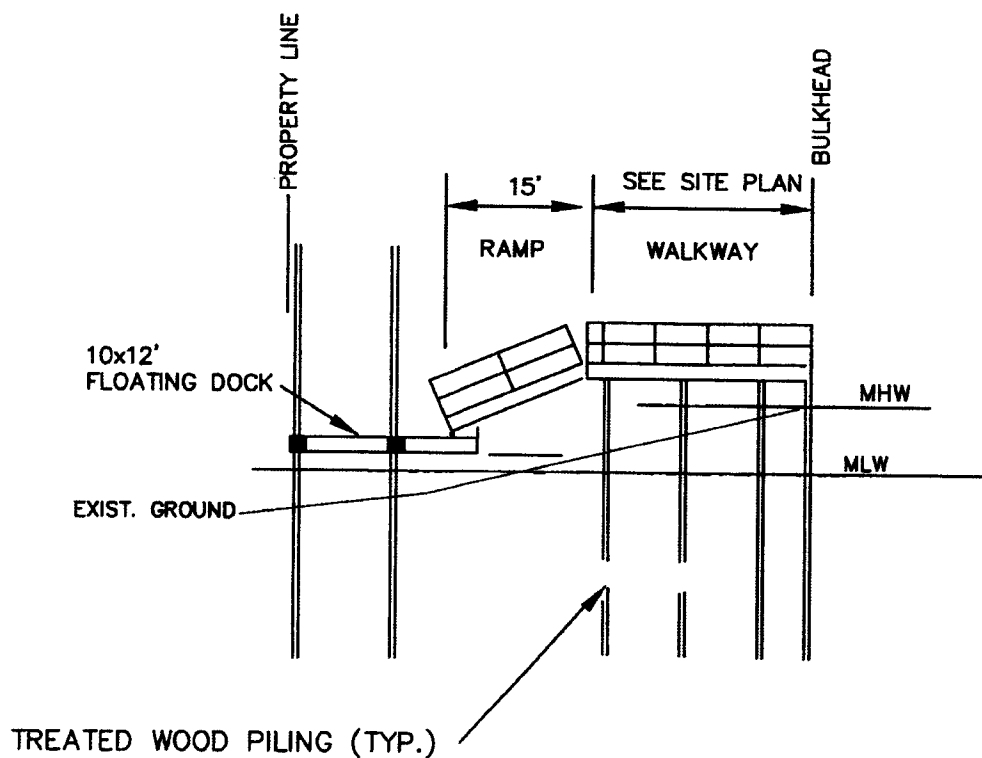 PROPERTY LINE
BULKHEAD
15'
SEE SITE PLAN
RAMP
WALKWAY
10x12'
FLOATING DOCK
MHW
MLW
EXIST. GROUND
TREATED WOOD PILING (TYP.)